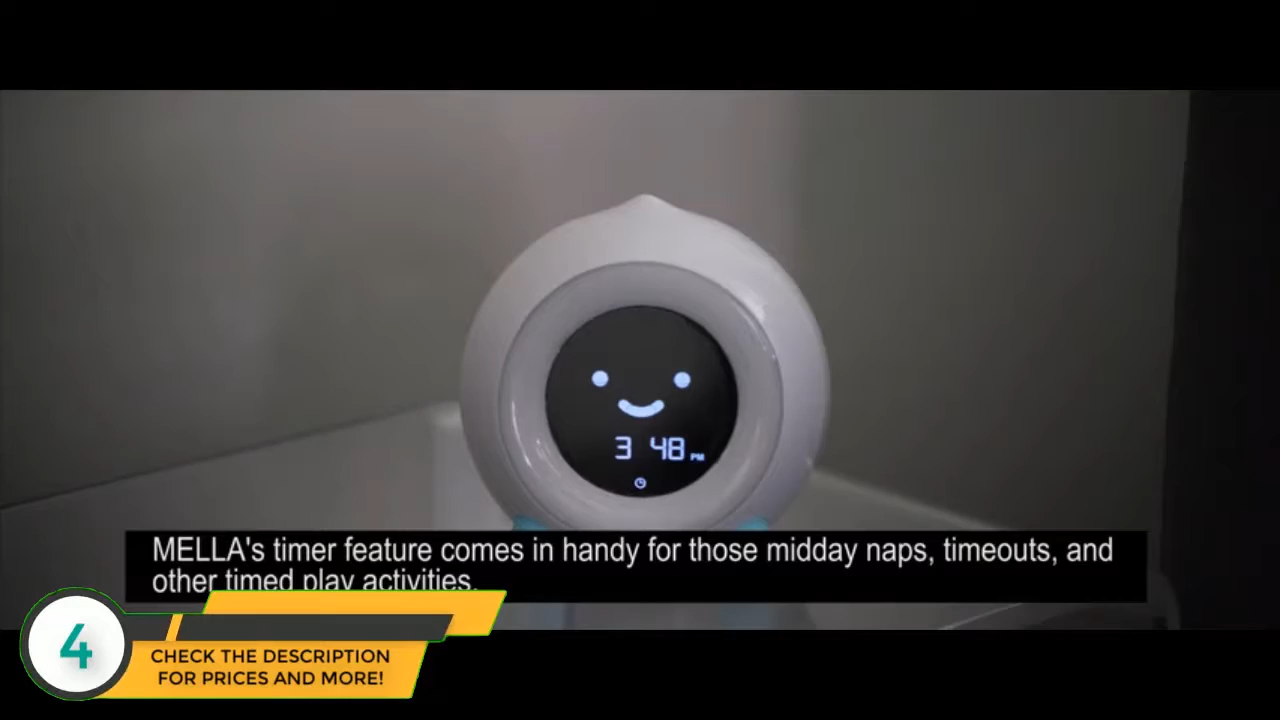 3 48 PM
MELLA's timer feature comes in handy for those midday naps, timeouts, and
other timed play activities.
4
CHECK THE DESCRIPTION
FOR PRICES AND MORE!